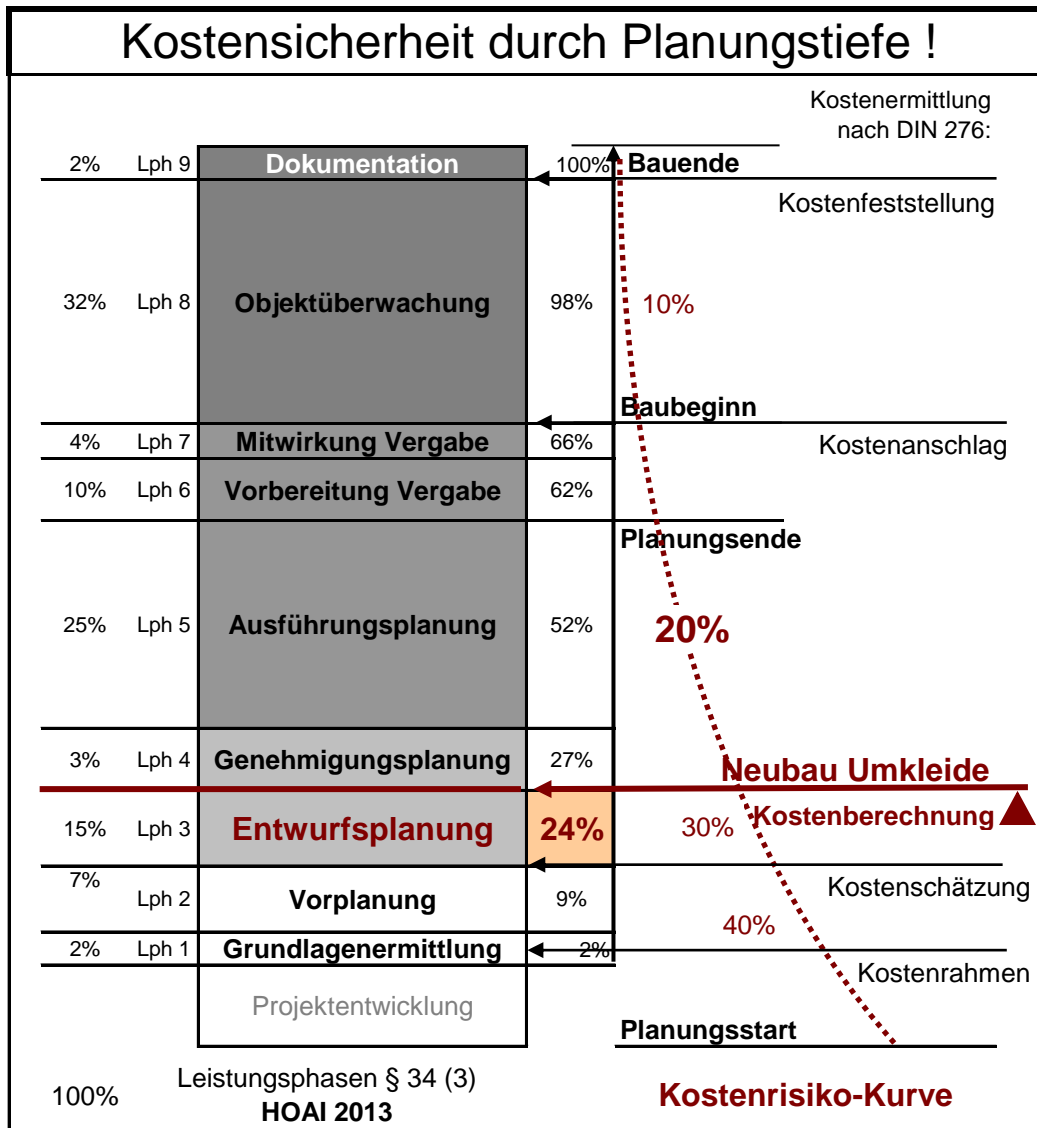 Kostensicherheit durch Planungstiefe !
Kostenermittlung
nach DIN 276:
2% Lph 9 Dokumentation 100% Bauende
Kostenfeststellung
32% Lph 8 Objektüberwachung 98% 10%
Baubeginn
4% Lph 7 Mitwirkung Vergabe 66% Kostenanschlag
10% Lph 6 Vorbereitung Vergabe 62%
Planungsende
25% Lph 5 Ausführungsplanung 52% 20%
3% Lph 4 Genehmigungsplanung 27% Neubau Umkleide
Kostenberechnung
15% Lph 3 Entwurfsplanung 24% 30%
7% Lph 2 Vorplanung 9% Kostenschätzung
40%
2% Lph 1 Grundlagenermittlung 2%
Kostenrahmen
Projektentwicklung
Planungsstart
100% Leistungsphasen § 34 (3) Kostenrisiko-Kurve
HOAI 2013